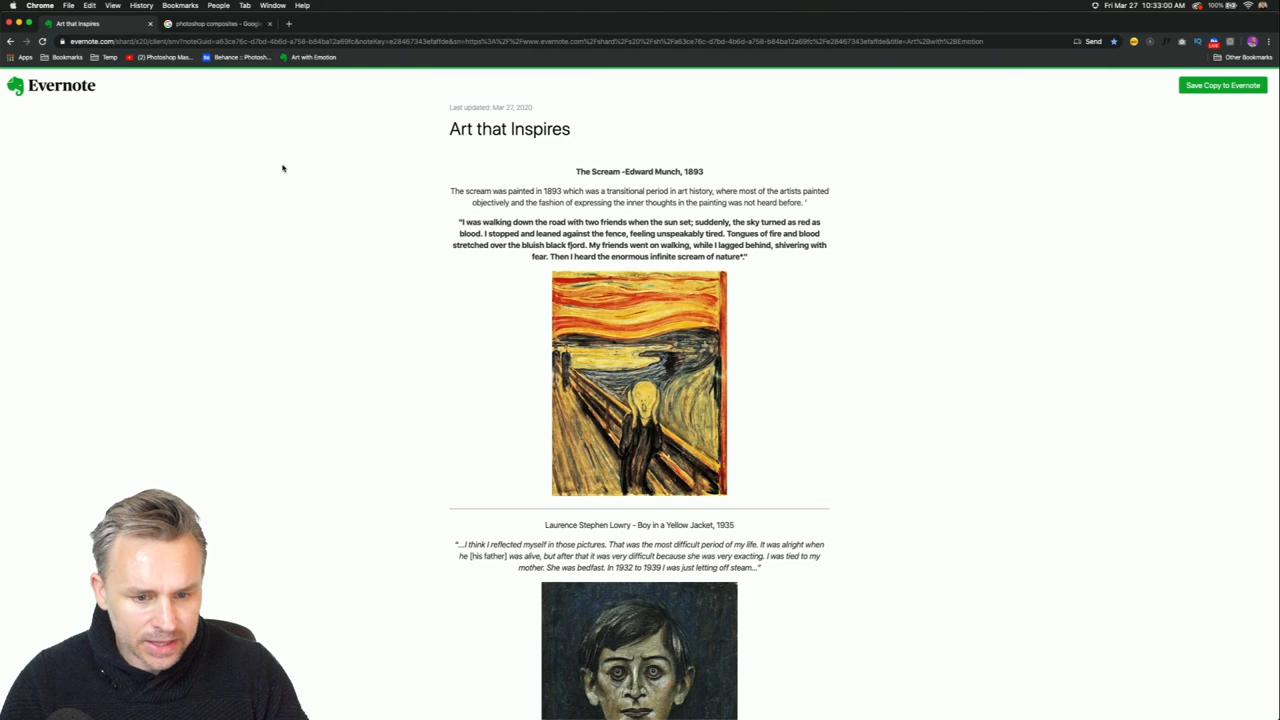 Chrome File Edit View History Bookmarks People Tab Window Help
Fri Mar 27 10:33:00 AM 100%
Art that Inspires
photoshop composites - Googl
Send
Apps Bookmarks Temp (2) Photoshop Mas... Behance :: Photosh... Art with Emotion Other Bookmarks
Evernote
Save Copy to Evernote
Last updated: Mar 27, 2020
Art that Inspires
The Scream -Edward Munch, 1893
The scream was painted in 1893 which was a transitional period in art history, where most of the artists painted
objectively and the fashion of expressing the inner thoughts in the painting was not heard before. '
"I was walking down the road with two friends when the sun set; suddenly, the sky turned as red as
blood. I stopped and leaned against the fence, feeling unspeakably tired. Tongues of fire and blood
stretched over the bluish black fjord. My friends went on walking, while I lagged behind, shivering with
fear. Then I heard the enormous infinite scream of nature*."
Laurence Stephen Lowry - Boy in a Yellow Jacket, 1935
"...I think I reflected myself in those pictures. That was the most difficult period of my life. It was alright when
he [his father] was alive, but after that it was very difficult because she was very exacting. I was tied to my
mother. She was bedfast. In 1932 to 1939 I was just letting off steam..."